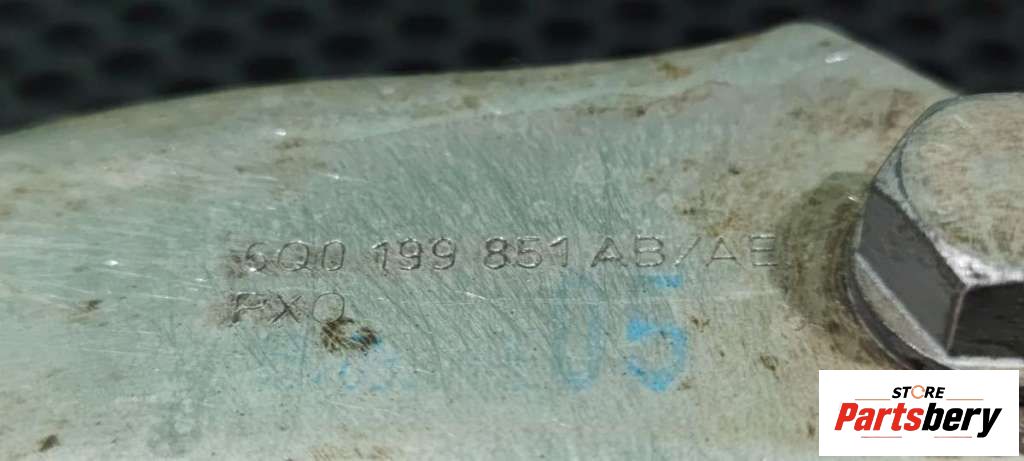 6Q0 199 851 AB/AE
PXO
05
STORE
Partsbery